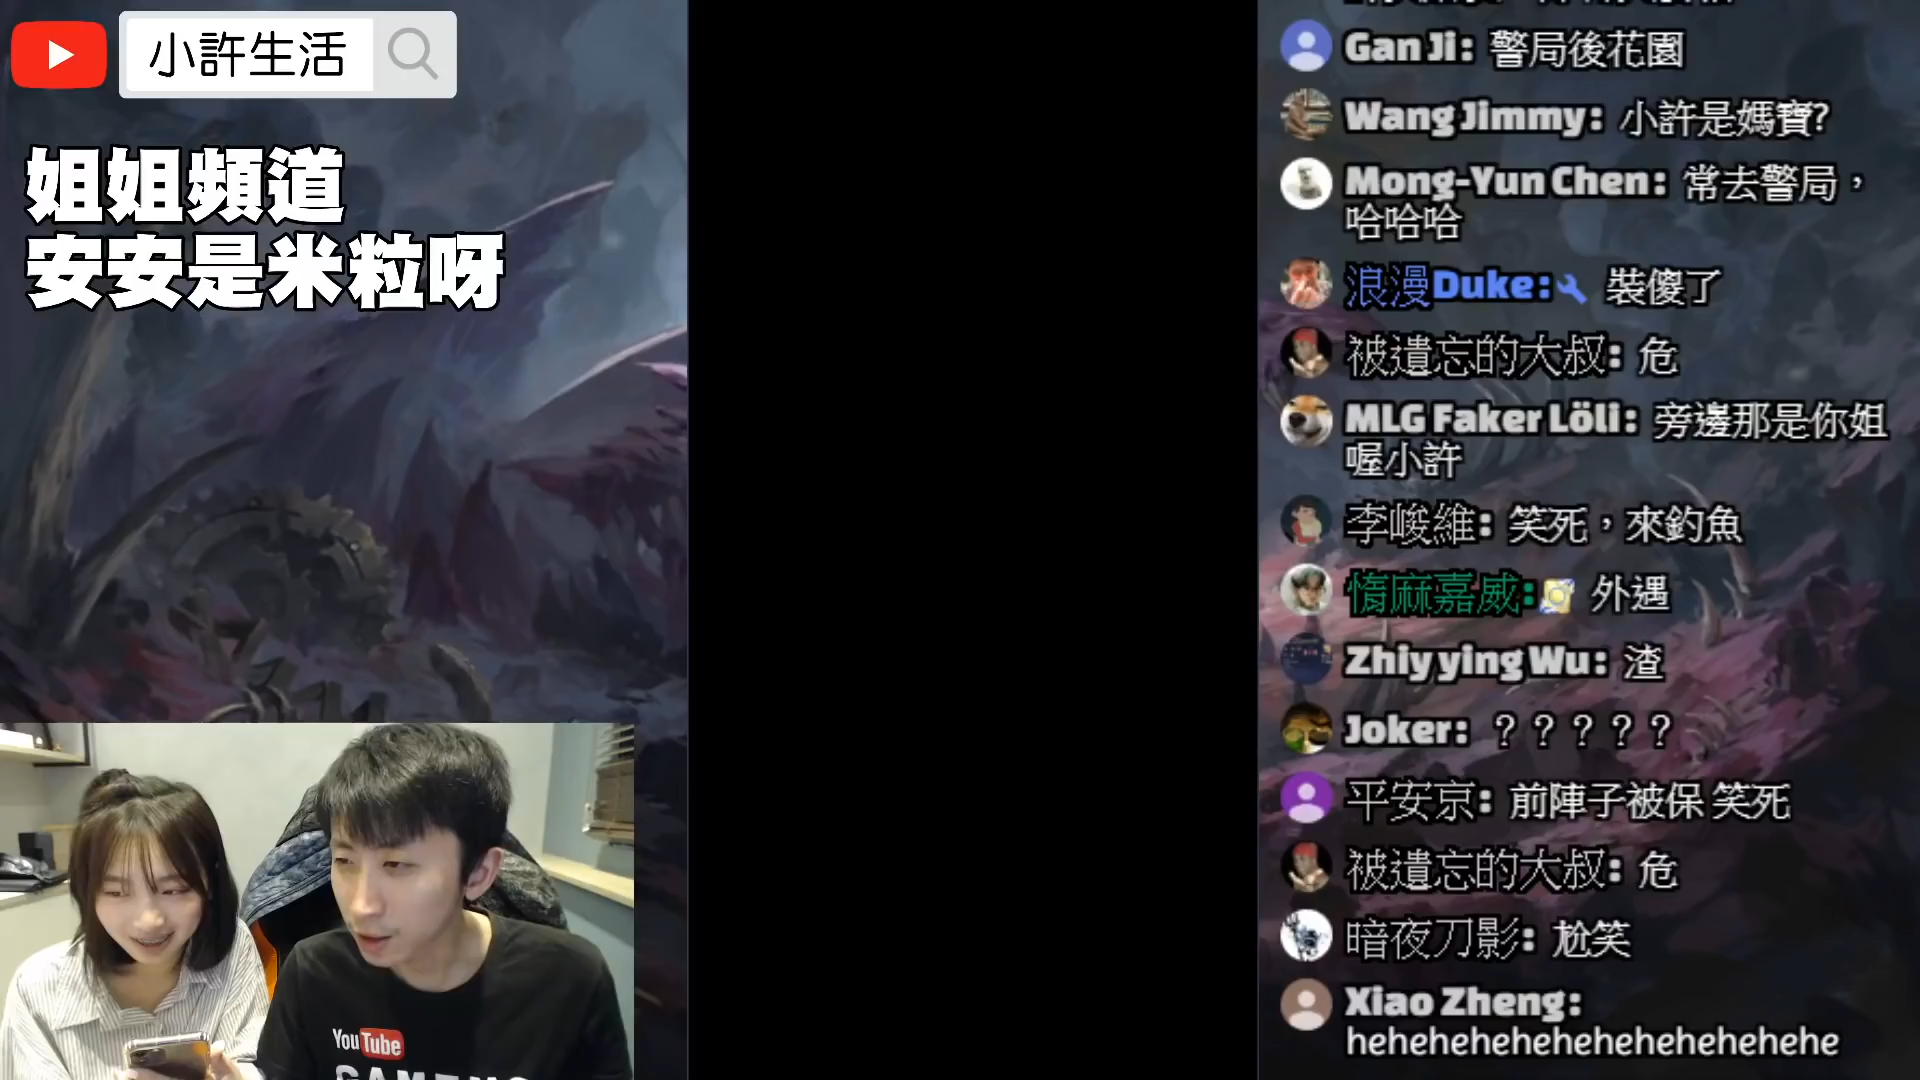 小許生活
姐姐頻道
安安是米粒呀
Gan Ji: 警局後花園
Wang Jimmy: 小許是媽寶?
Mong-Yun Chen: 常去警局，
哈哈哈
浪漫Duke: 裝傻了
被遺忘的大叔: 危
MLG Faker Löli: 旁邊那是你姐
喔小許
李峻維: 笑死，來釣魚
惰麻嘉威: 外遇
Zhiyying Wu: 渣
Joker: ？？？？？
平安京: 前陣子被保 笑死
被遺忘的大叔: 危
暗夜刀影: 尬笑
Xiao Zheng:
hehehehehehehehehehehehe
YouTube